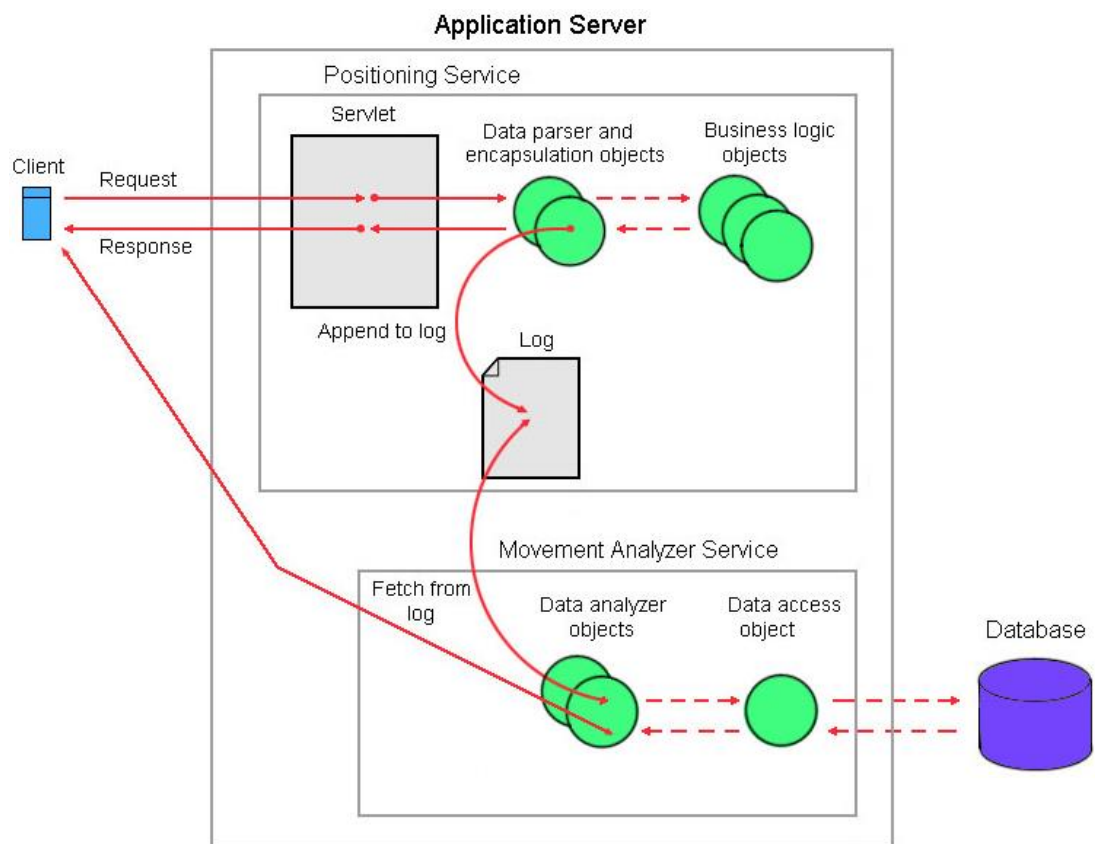 Application Server
Positioning Service
Servlet
Data parser and
encapsulation objects
Business logic
objects
Client
Request
Response
Append to log
Log
Movement Analyzer Service
Fetch from
log
Data analyzer
objects
Data access
object
Database